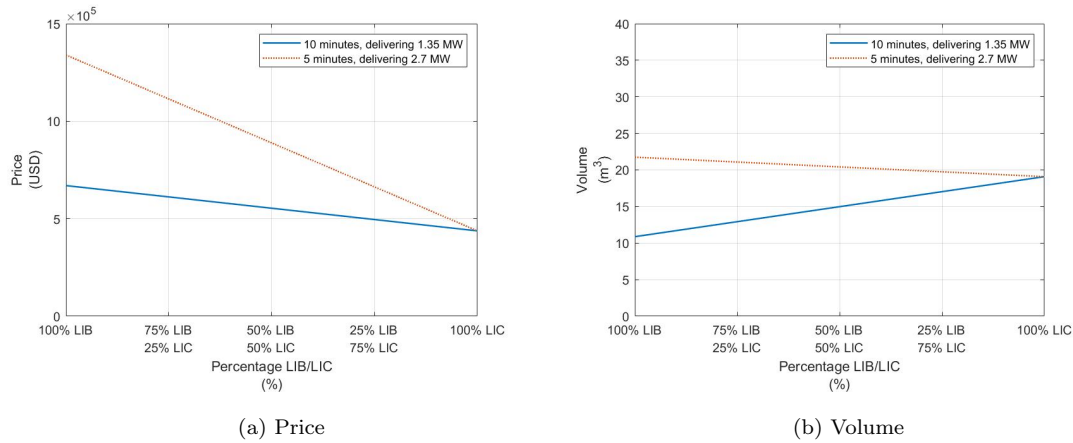 ×10⁵
15
10
5
0
Price
(USD)
10 minutes, delivering 1.35 MW
5 minutes, delivering 2.7 MW
100% LIB
75% LIB
50% LIB
25% LIB
100% LIC
25% LIC
50% LIC
75% LIC
Percentage LIB/LIC
(%)
(a) Price
40
35
30
25
20
15
10
5
0
Volume
(m³)
10 minutes, delivering 1.35 MW
5 minutes, delivering 2.7 MW
100% LIB
75% LIB
50% LIB
25% LIB
100% LIC
25% LIC
50% LIC
75% LIC
Percentage LIB/LIC
(%)
(b) Volume